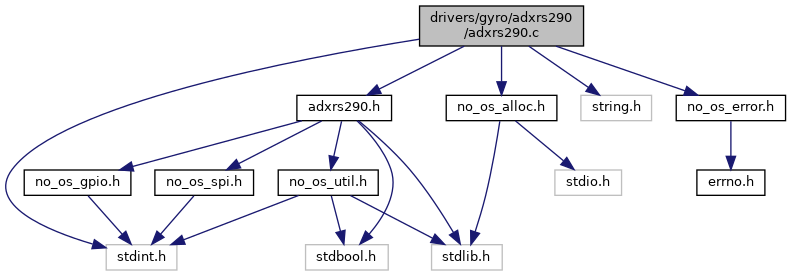 drivers/gyro/adxrs290
/adxrs290.c
adxrs290.h
no_os_alloc.h
string.h
no_os_error.h
no_os_gpio.h
no_os_spi.h
no_os_util.h
stdio.h
errno.h
stdint.h
stdbool.h
stdlib.h